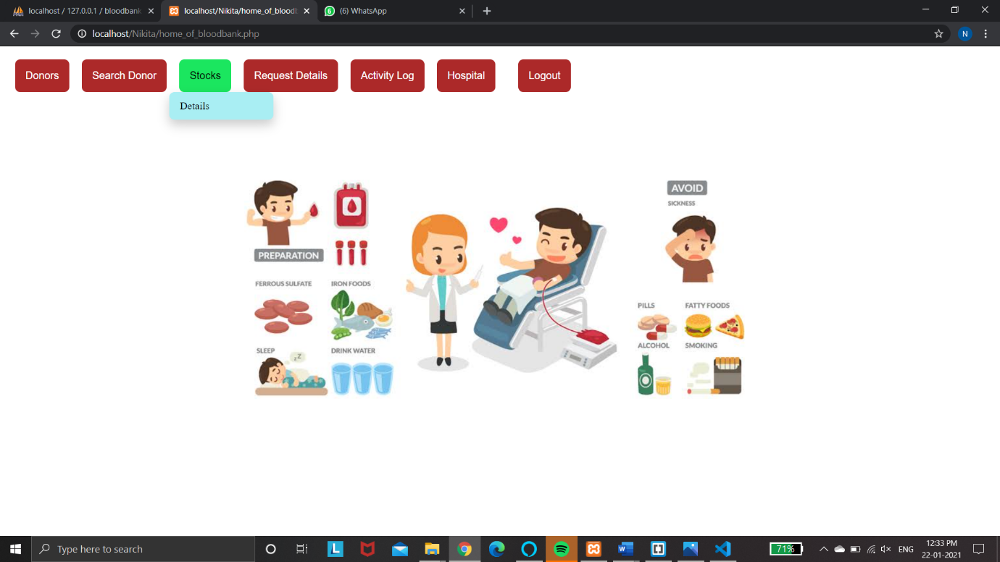 localhost / 127.0.0.1 / bloodbank
localhost/Nikita/home_of_bloodb
(6) WhatsApp
localhost/Nikita/home_of_bloodbank.php
N
Donors
Search Donor
Stocks
Request Details
Activity Log
Hospital
Logout
Details
PREPARATION
FERROUS SULFATE
IRON FOODS
SLEEP
zZ
DRINK WATER
AVOID
SICKNESS
PILLS
FATTY FOODS
ALCOHOL
SMOKING
Type here to search
L
71%
ENG
12:33 PM
22-01-2021